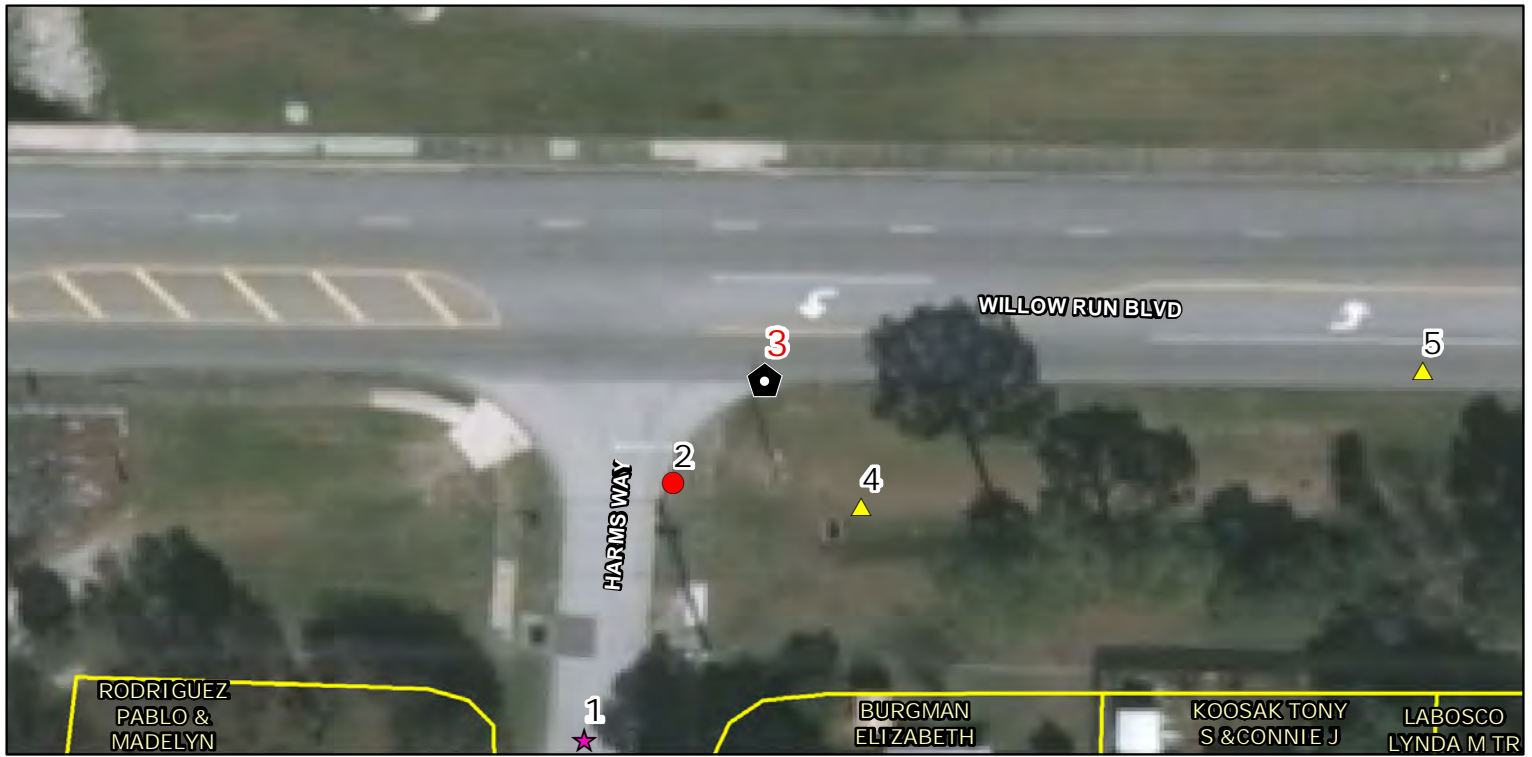 WILLOW RUN BLVD
3
5
2
4
HARMS WAY
1
RODRIGUEZ
PABLO &
MADELYN
BURGMAN
ELIZABETH
KOOSAK TONY
S &CONNIE J
LABOSCO
LYNDA M TR